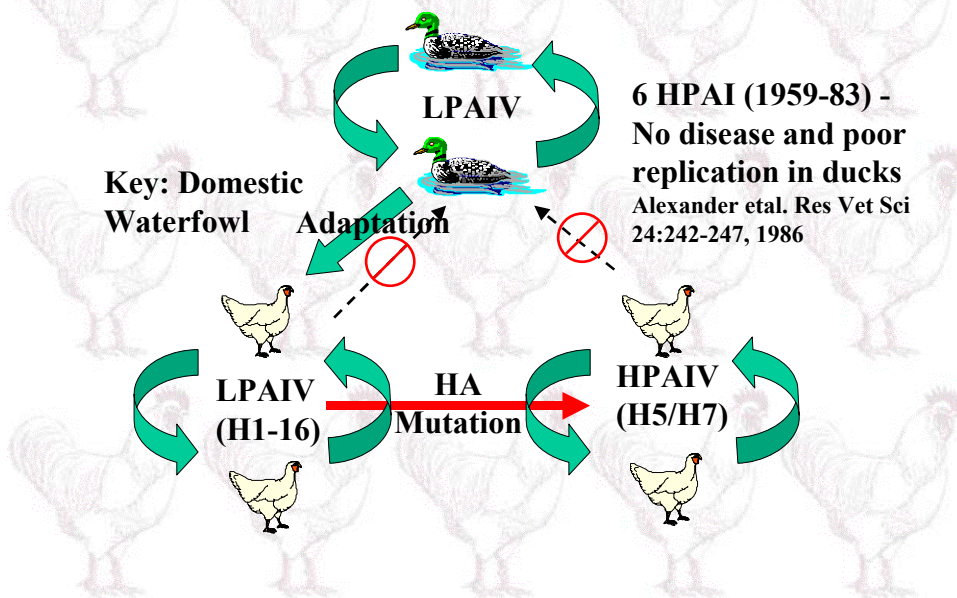 LPAIV
6 HPAI (1959-83) -
No disease and poor
replication in ducks
Alexander etal. Res Vet Sci
24:242-247, 1986
Key: Domestic
Waterfowl
Adaptation
LPAIV
(H1-16)
HA
Mutation
HPAIV
(H5/H7)